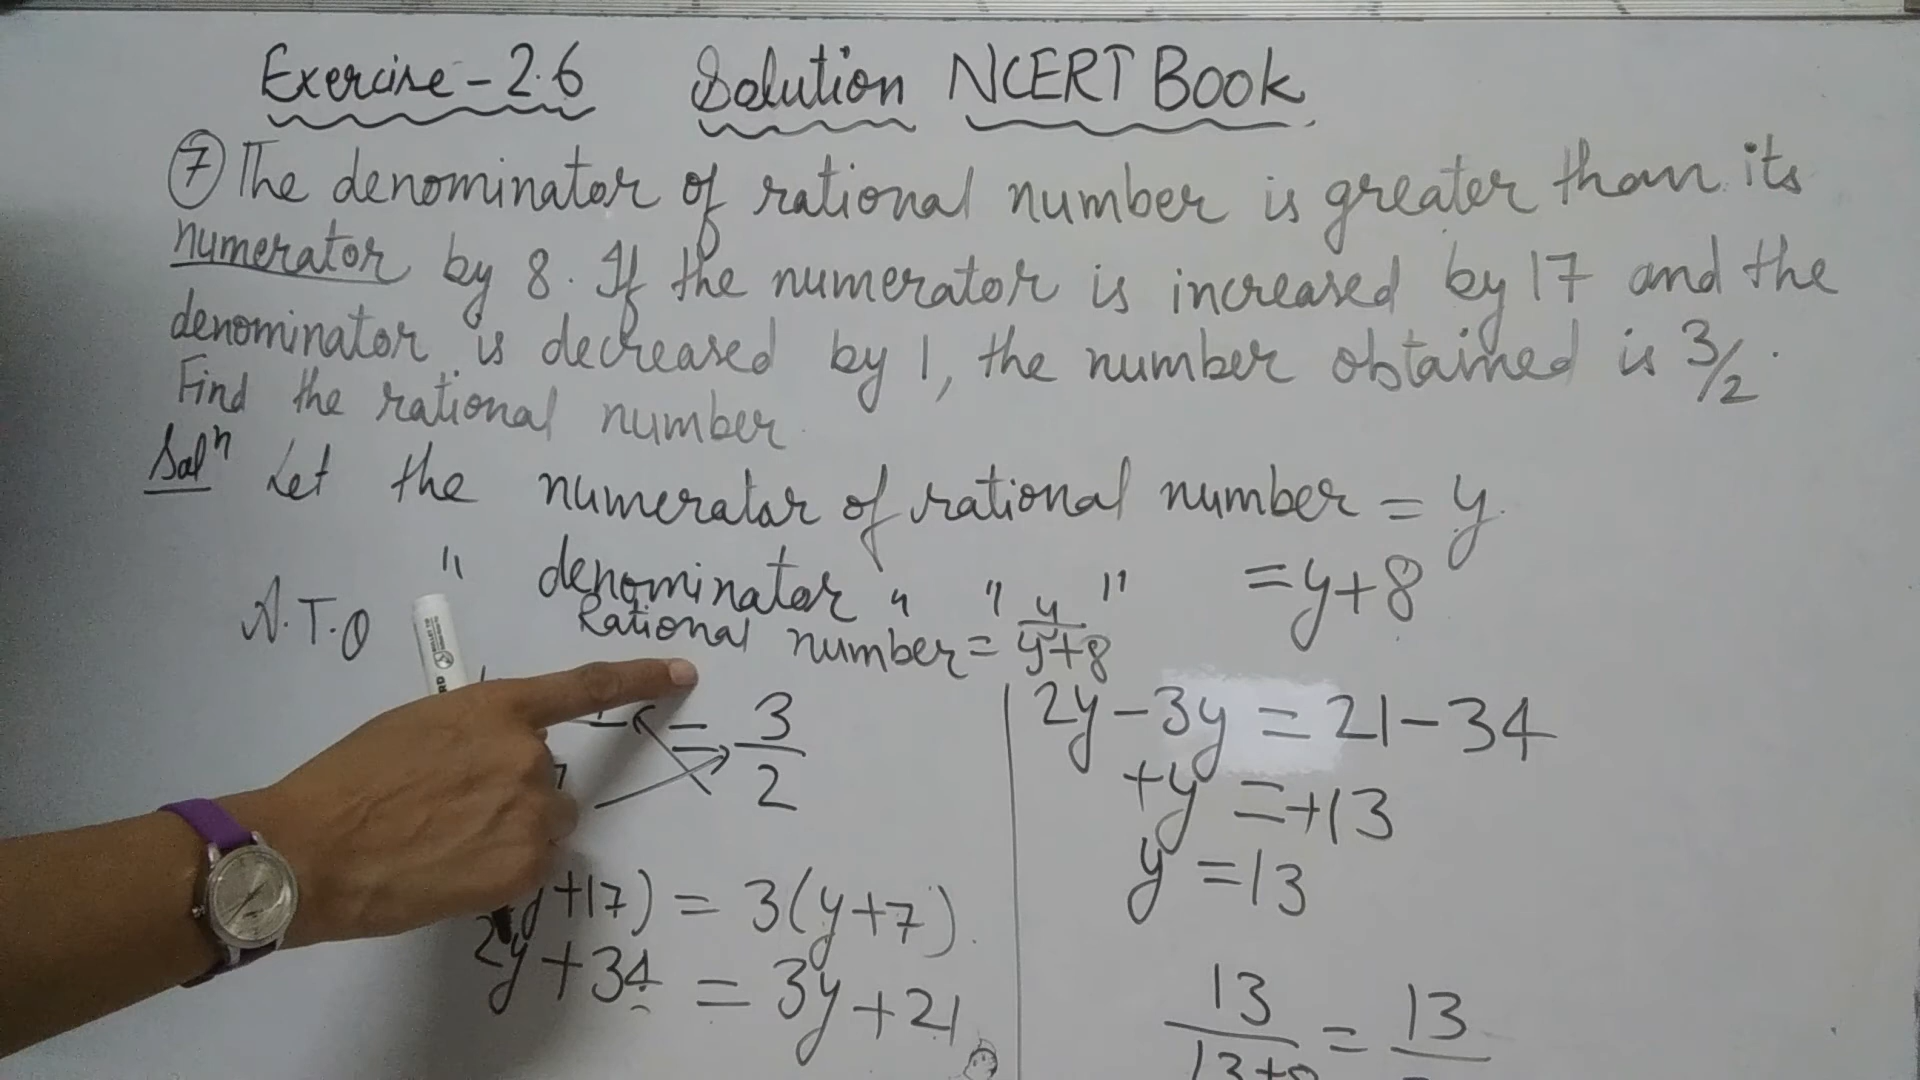 Exercise - 2.6 Solution NCERT Book
7 The denominator of rational number is greater than its
numerator by 8. If the numerator is increased by 17 and the
denominator is decreased by 1, the number obtained is 3/2.
Find the rational number
Solⁿ Let the numerator of rational number = y
" denominator " " " = y+8
A.T.Q
Rational number = y/y+8
= 3/2
y+17) = 3(y+7)
2y+34 = 3y+21
2y-3y = 21-34
+y = +13
y = 13
13/13+8 = 13